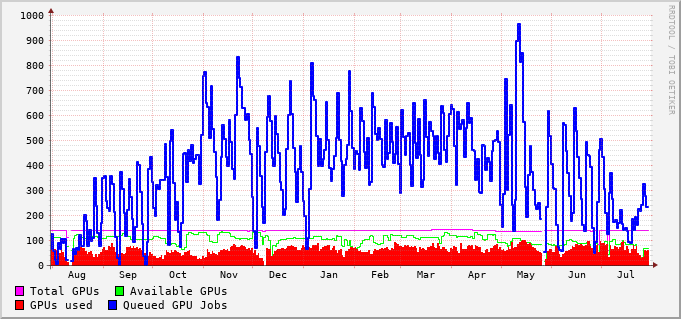 1000
900
800
700
600
500
400
300
200
100
0
Aug Sep Oct Nov Dec Jan Feb Mar Apr May Jun Jul
RRDTOOL / TOBI OETIKER
Total GPUs Available GPUs
GPUs used Queued GPU Jobs